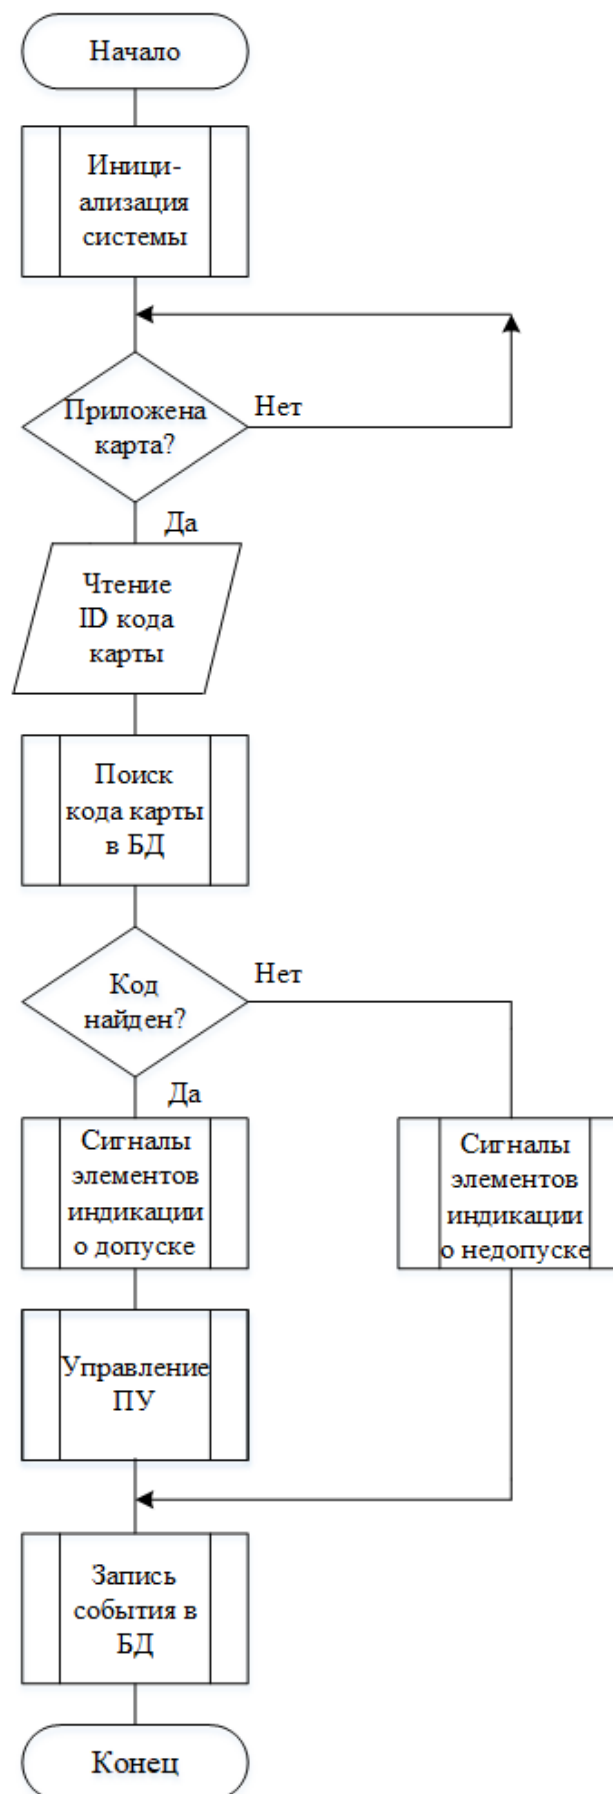 Начало
Иници-
ализация
системы
Приложена
карта?
Нет
Да
Чтение
ID кода
карты
Поиск
кода карты
в БД
Код
найден?
Нет
Да
Сигналы
элементов
индикации
о допуске
Сигналы
элементов
индикации
о недопуске
Управление
ПУ
Запись
события в
БД
Конец